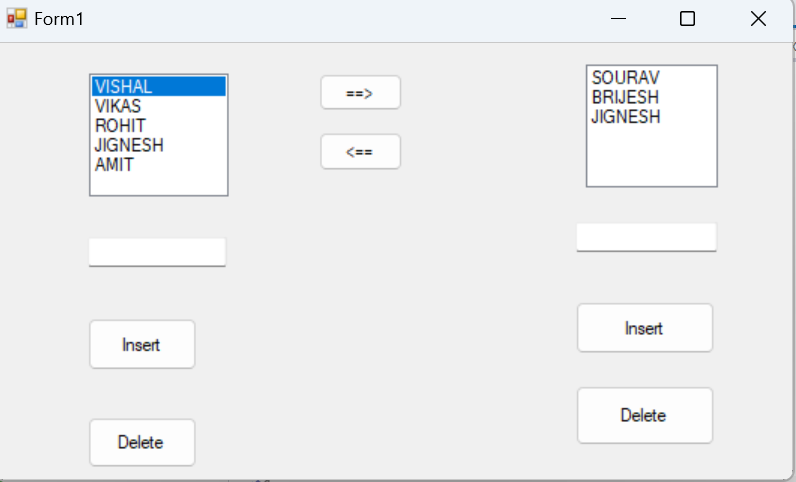 Form1
VISHAL
VIKAS
ROHIT
JIGNESH
AMIT
==>
<==
SOURAV
BRIJESH
JIGNESH
Insert
Delete
Insert
Delete